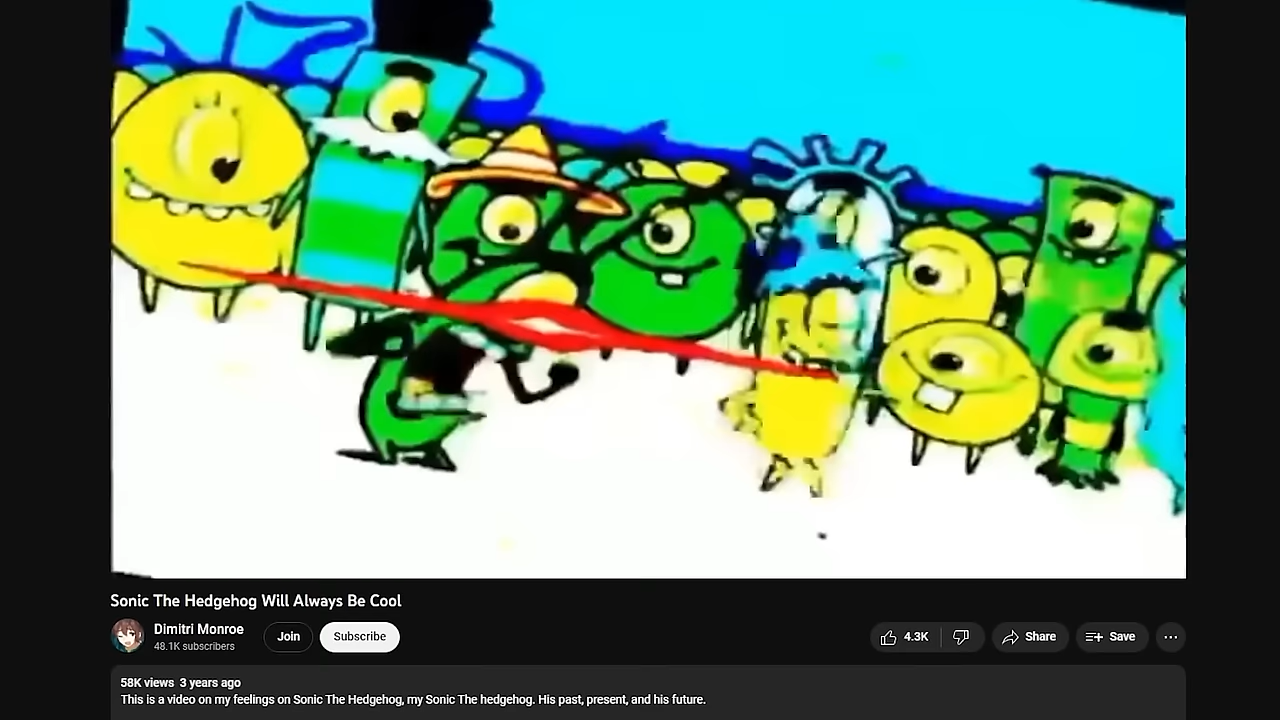 Sonic The Hedgehog Will Always Be Cool
Dimitri Monroe
48.1K subscribers
Join
Subscribe
4.3K
Share
Save
58K views 3 years ago
This is a video on my feelings on Sonic The Hedgehog, my Sonic The hedgehog. His past, present, and his future.